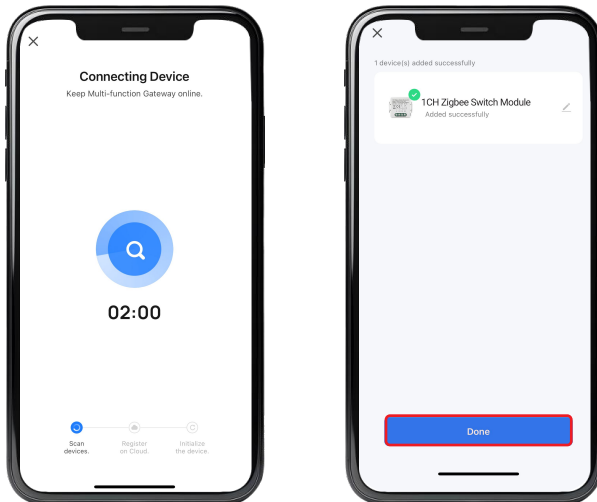 Connecting Device
Keep Multi-function Gateway online.
02:00
Scan
devices.
Register
on Cloud.
Initialize
the device.
1 device(s) added successfully
1CH Zigbee Switch Module
Added successfully
Done